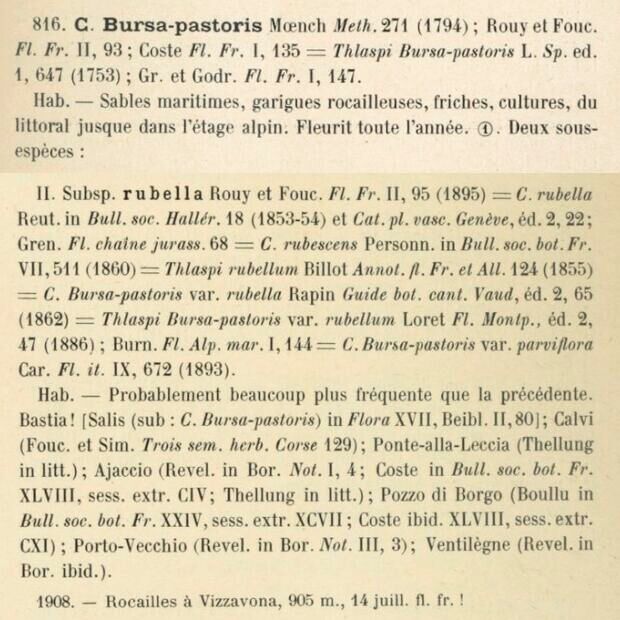 816. C. Bursa-pastoris Mœnch Meth. 271 (1794) ; Rouy et Fouc.
Fl. Fr. II, 93 ; Coste Fl. Fr. I, 135 = Thlaspi Bursa-pastoris L. Sp. ed.
1, 647 (1753) ; Gr. et Godr. Fl. Fr. I, 147.
Hab. — Sables maritimes, garigues rocailleuses, friches, cultures, du
littoral jusque dans l'étage alpin. Fleurit toute l'année. ①. Deux sous-
espèces :
II. Subsp. rubella Rouy et Fouc. Fl. Fr. II, 95 (1895) = C. rubella
Reut. in Bull. soc. Hallér. 18 (1853-54) et Cat. pl. vasc. Genève, éd. 2, 22 ;
Gren. Fl. chaîne jurass. 68 = C. rubescens Personn. in Bull. soc. bot. Fr.
VII, 511 (1860) = Thlaspi rubellum Billot Annot. fl. Fr. et All. 124 (1855)
= C. Bursa-pastoris var. rubella Rapin Guide bot. cant. Vaud, éd. 2, 65
(1862) = Thlaspi Bursa-pastoris var. rubellum Loret Fl. Montp., éd. 2,
47 (1886) ; Burn. Fl. Alp. mar. I, 144 = C. Bursa-pastoris var. parviflora
Car. Fl. it. IX, 672 (1893).
Hab. — Probablement beaucoup plus fréquente que la précédente.
Bastia! [Salis (sub : C. Bursa-pastoris) in Flora XVII, Beibl. II, 80] ; Calvi
(Fouc. et Sim. Trois sem. herb. Corse 129) ; Ponte-alla-Leccia (Thellung
in litt.) ; Ajaccio (Revel. in Bor. Not. I, 4 ; Coste in Bull. soc. bot. Fr.
XLVIII, sess. extr. CIV ; Thellung in litt.) ; Pozzo di Borgo (Boullu in
Bull. soc. bot. Fr. XXIV, sess. extr. XCVII ; Coste ibid. XLVIII, sess. extr.
CXI) ; Porto-Vecchio (Revel. in Bor. Not. III, 3) ; Ventilègne (Revel. in
Bor. ibid.).
1908. — Rocailles à Vizzavona, 905 m., 14 juill. fl. fr. !